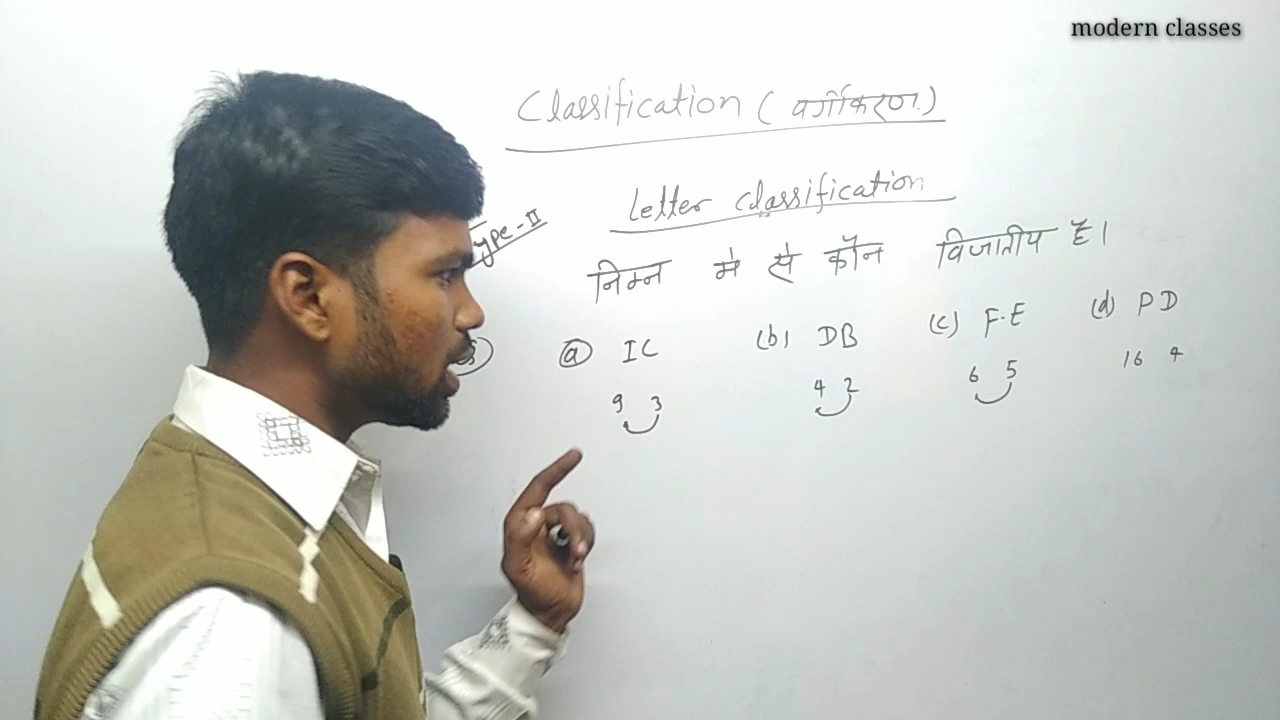 modern classes
Classification ( वर्गीकरण )
Letter classification
ype-II
निम्न मे से कौन विजातीय है।
(a) IC (b) DB (c) F.E (d) PD
9 3 4 2 6 5 16 4